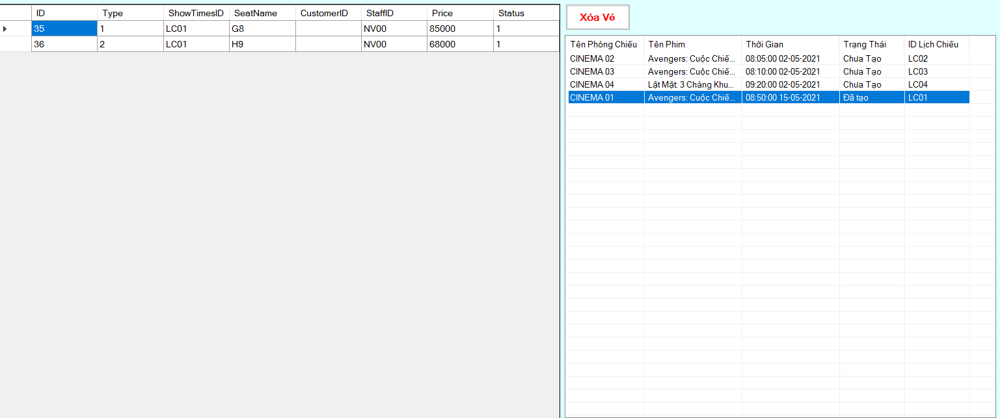 ID Type ShowTimesID SeatName CustomerID StaffID Price Status
35 1 LC01 G8 NV00 85000 1
36 2 LC01 H9 NV00 68000 1
Xóa Vé
Tên Phòng Chiếu Tên Phim Thời Gian Trạng Thái ID Lịch Chiếu
CINEMA 02 Avengers: Cuộc Chiế... 08:05:00 02-05-2021 Chưa Tạo LC02
CINEMA 03 Avengers: Cuộc Chiế... 08:10:00 02-05-2021 Chưa Tạo LC03
CINEMA 04 Lật Mặt: 3 Chàng Khu... 09:20:00 02-05-2021 Chưa Tạo LC04
CINEMA 01 Avengers: Cuộc Chiế... 08:50:00 15-05-2021 Đã tạo LC01